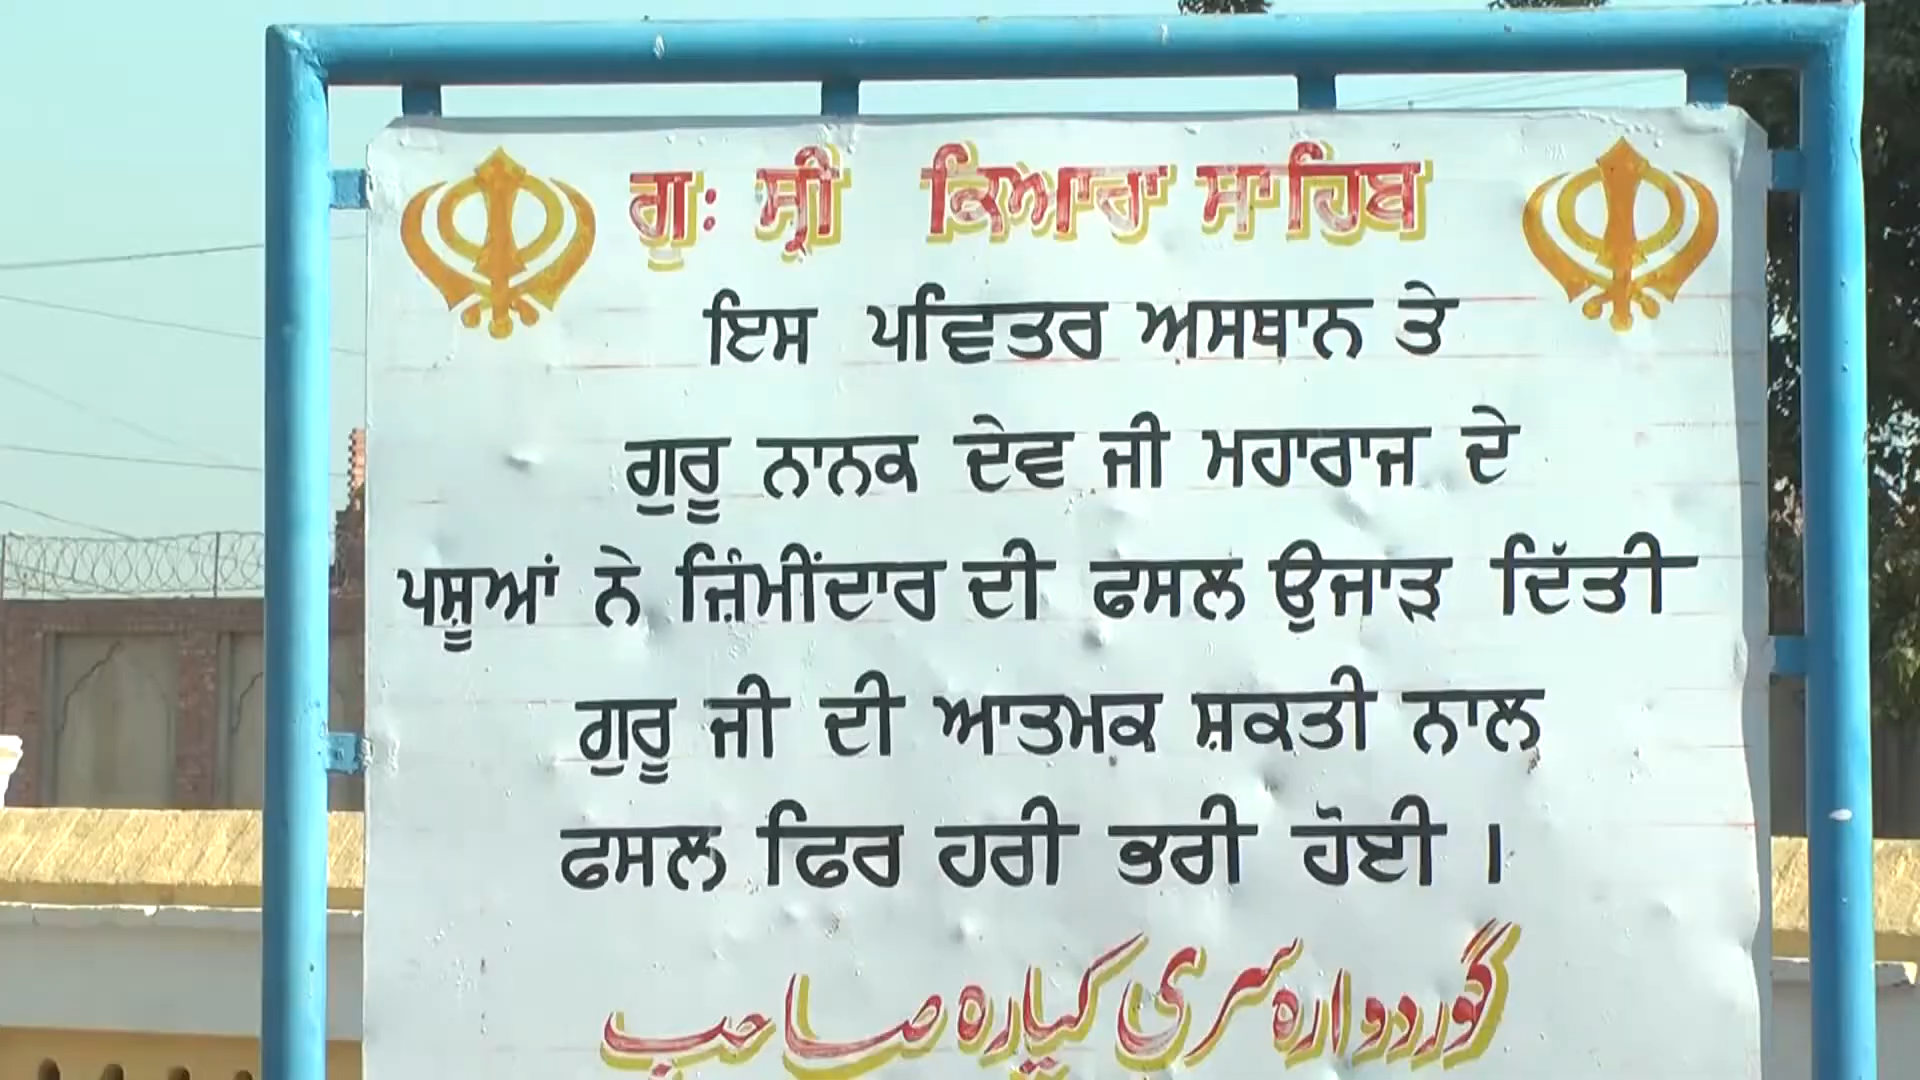 ਗੁ: ਸ੍ਰੀ ਕਿਆਰਾ ਸਾਹਿਬ
ਇਸ ਪਵਿਤਰ ਅਸਥਾਨ ਤੇ
ਗੁਰੂ ਨਾਨਕ ਦੇਵ ਜੀ ਮਹਾਰਾਜ ਦੇ
ਪਸ਼ੂਆਂ ਨੇ ਜ਼ਿੰਮੀਂਦਾਰ ਦੀ ਫਸਲ ਉਜਾੜ ਦਿੱਤੀ
ਗੁਰੂ ਜੀ ਦੀ ਆਤਮਕ ਸ਼ਕਤੀ ਨਾਲ
ਫਸਲ ਫਿਰ ਹਰੀ ਭਰੀ ਹੋਈ ।
گوردوارہ سری کیارہ صاحب